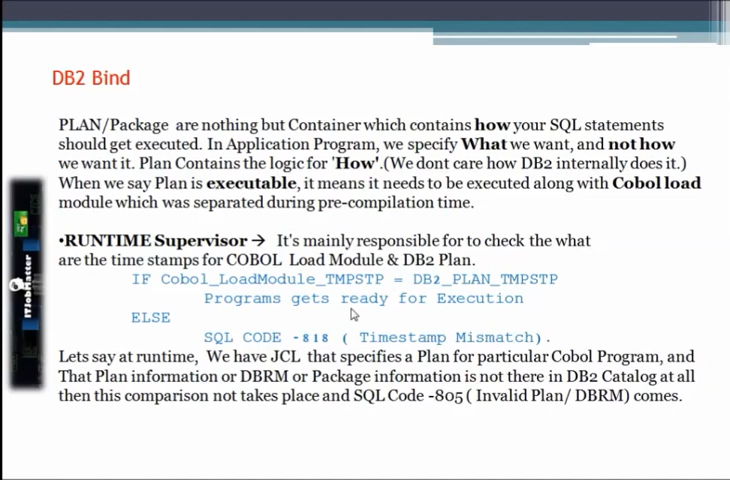 DB2 Bind
PLAN/Package are nothing but Container which contains how your SQL statements
should get executed. In Application Program, we specify What we want, and not how
we want it. Plan Contains the logic for 'How'.(We dont care how DB2 internally does it.)
When we say Plan is executable, it means it needs to be executed along with Cobol load
module which was separated during pre-compilation time.
•RUNTIME Supervisor → It's mainly responsible for to check the what
are the time stamps for COBOL Load Module & DB2 Plan.
IF Cobol_LoadModule_TMPSTP = DB2_PLAN_TMPSTP
Programs gets ready for Execution
ELSE
SQL CODE -818 ( Timestamp Mismatch).
Lets say at runtime, We have JCL that specifies a Plan for particular Cobol Program, and
That Plan information or DBRM or Package information is not there in DB2 Catalog at all
then this comparison not takes place and SQL Code -805 ( Invalid Plan/ DBRM) comes.
ITJobMatter